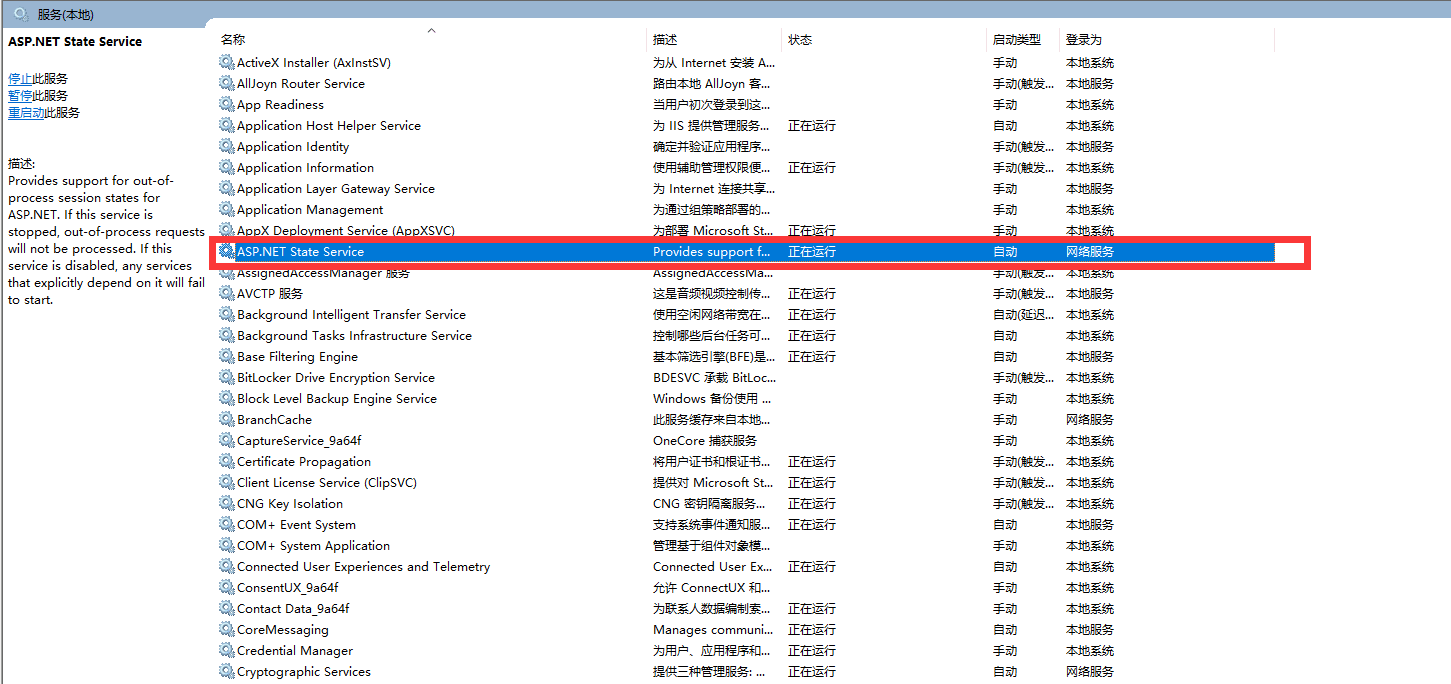 服务(本地)
ASP.NET State Service
停止此服务
暂停此服务
重启动此服务
描述:
Provides support for out-of-
process session states for
ASP.NET. If this service is
stopped, out-of-process requests
will not be processed. If this
service is disabled, any services
that explicitly depend on it will fail
to start.
名称 描述 状态 启动类型 登录为
ActiveX Installer (AxInstSV) 为从 Internet 安装 A... 手动 本地系统
AllJoyn Router Service 路由本地 AllJoyn 客... 手动(触发... 本地服务
App Readiness 当用户初次登录到这... 手动 本地系统
Application Host Helper Service 为 IIS 提供管理服务... 正在运行 自动 本地系统
Application Identity 确定并验证应用程序... 手动(触发... 本地服务
Application Information 使用辅助管理权限便... 正在运行 手动(触发... 本地系统
Application Layer Gateway Service 为 Internet 连接共享... 手动 本地服务
Application Management 为通过组策略部署的... 手动 本地系统
AppX Deployment Service (AppXSVC) 为部署 Microsoft St... 正在运行 手动(触发... 本地系统
ASP.NET State Service Provides support f... 正在运行 自动 网络服务
AssignedAccessManager 服务 AssignedAccessMa... 手动(触发... 本地系统
AVCTP 服务 这是音频视频控制传... 正在运行 手动(触发... 本地服务
Background Intelligent Transfer Service 使用空闲网络带宽在... 正在运行 自动(延迟... 本地系统
Background Tasks Infrastructure Service 控制哪些后台任务可... 正在运行 自动 本地系统
Base Filtering Engine 基本筛选引擎(BFE)是... 正在运行 自动 本地服务
BitLocker Drive Encryption Service BDESVC 承载 BitLoc... 手动(触发... 本地系统
Block Level Backup Engine Service Windows 备份使用 ... 手动 本地系统
BranchCache 此服务缓存来自本地... 手动 网络服务
CaptureService_9a64f OneCore 捕获服务 手动 本地系统
Certificate Propagation 将用户证书和根证书... 正在运行 手动(触发... 本地系统
Client License Service (ClipSVC) 提供对 Microsoft St... 正在运行 手动(触发... 本地系统
CNG Key Isolation CNG 密钥隔离服务... 正在运行 手动(触发... 本地系统
COM+ Event System 支持系统事件通知服... 正在运行 自动 本地服务
COM+ System Application 管理基于组件对象模... 手动 本地系统
Connected User Experiences and Telemetry Connected User Ex... 正在运行 自动 本地系统
ConsentUX_9a64f 允许 ConnectUX 和... 手动 本地系统
Contact Data_9a64f 为联系人数据编制索... 正在运行 手动 本地系统
CoreMessaging Manages communi... 正在运行 自动 本地服务
Credential Manager 为用户、应用程序和... 正在运行 手动 本地系统
Cryptographic Services 提供三种管理服务: ... 正在运行 自动 网络服务